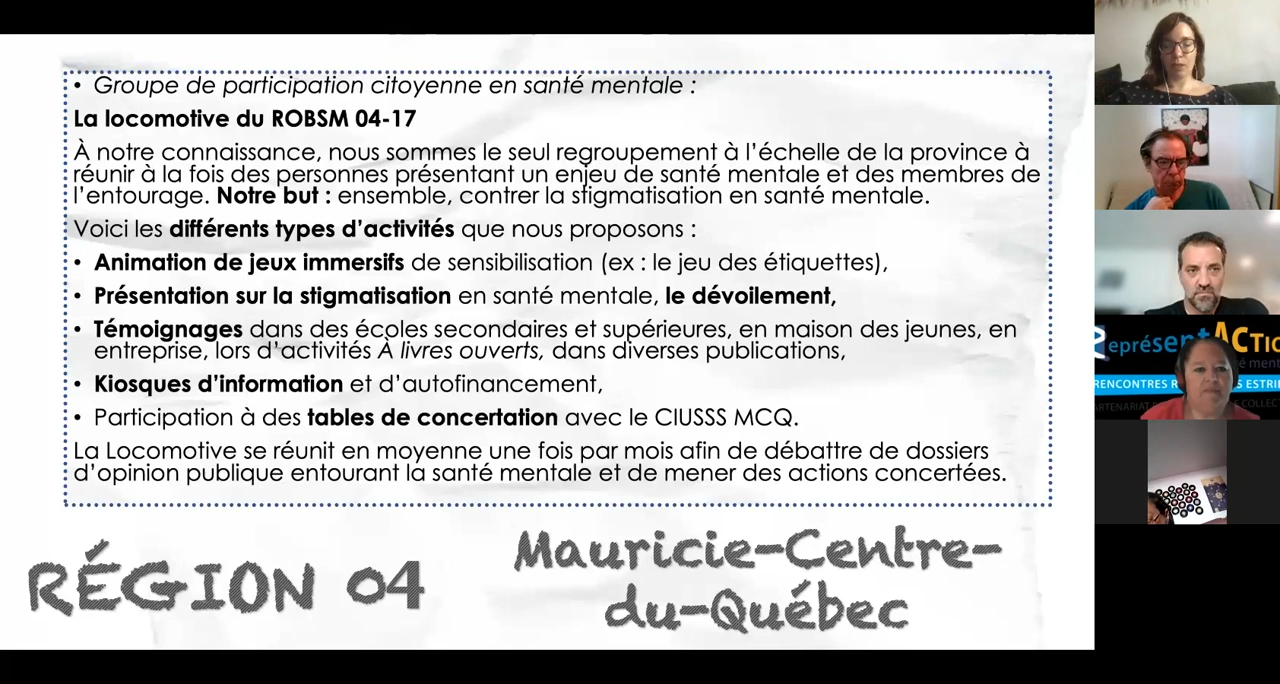 • Groupe de participation citoyenne en santé mentale :
La locomotive du ROBSM 04-17
À notre connaissance, nous sommes le seul regroupement à l'échelle de la province à
réunir à la fois des personnes présentant un enjeu de santé mentale et des membres de
l'entourage. Notre but : ensemble, contrer la stigmatisation en santé mentale.
Voici les différents types d'activités que nous proposons :
• Animation de jeux immersifs de sensibilisation (ex : le jeu des étiquettes),
• Présentation sur la stigmatisation en santé mentale, le dévoilement,
• Témoignages dans des écoles secondaires et supérieures, en maison des jeunes, en
entreprise, lors d'activités À livres ouverts, dans diverses publications,
• Kiosques d'information et d'autofinancement,
• Participation à des tables de concertation avec le CIUSSS MCQ.
La Locomotive se réunit en moyenne une fois par mois afin de débattre de dossiers
d'opinion publique entourant la santé mentale et de mener des actions concertées.
RÉGION 04
Mauricie-Centre-
du-Québec
ReprésentACTio
RENCONTRES R S ESTRIE